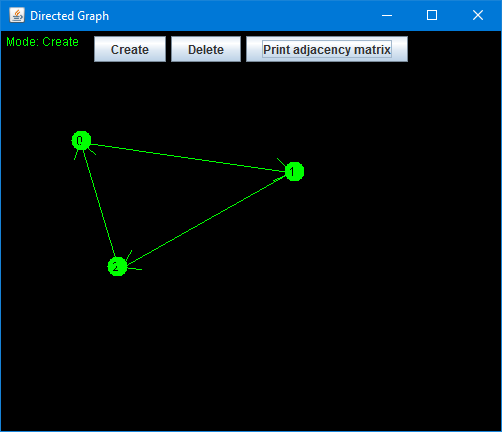 Directed Graph
Mode: Create
Create
Delete
Print adjacency matrix
0
1
2